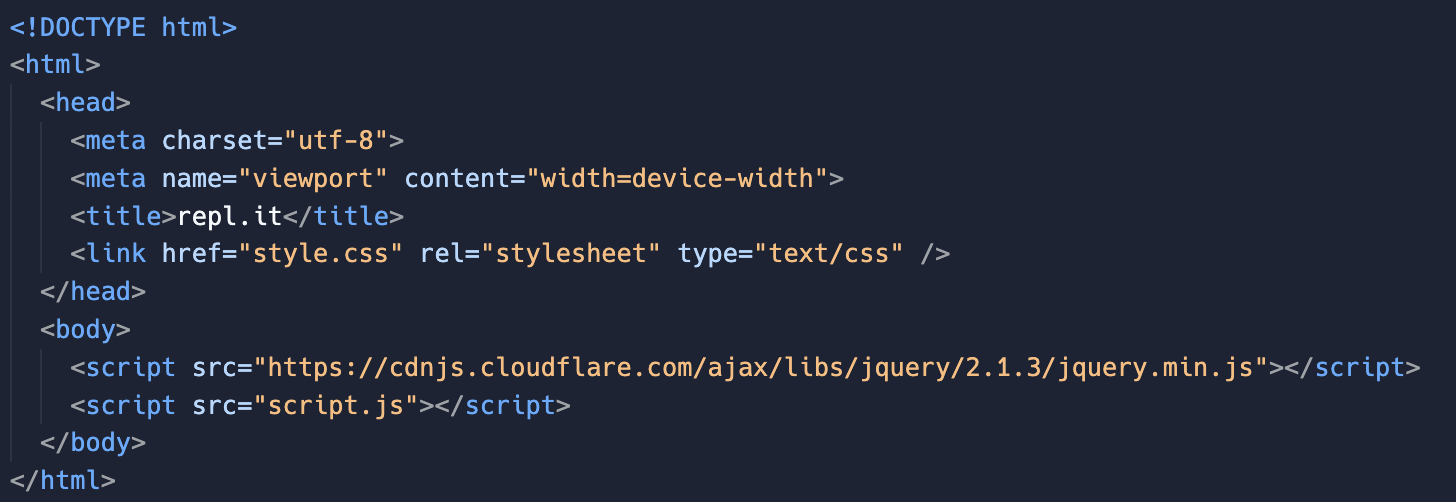 <!DOCTYPE html>
<html>
  <head>
    <meta charset="utf-8">
    <meta name="viewport" content="width=device-width">
    <title>repl.it</title>
    <link href="style.css" rel="stylesheet" type="text/css" />
  </head>
  <body>
    <script src="https://cdnjs.cloudflare.com/ajax/libs/jquery/2.1.3/jquery.min.js"></script>
    <script src="script.js"></script>
  </body>
</html>